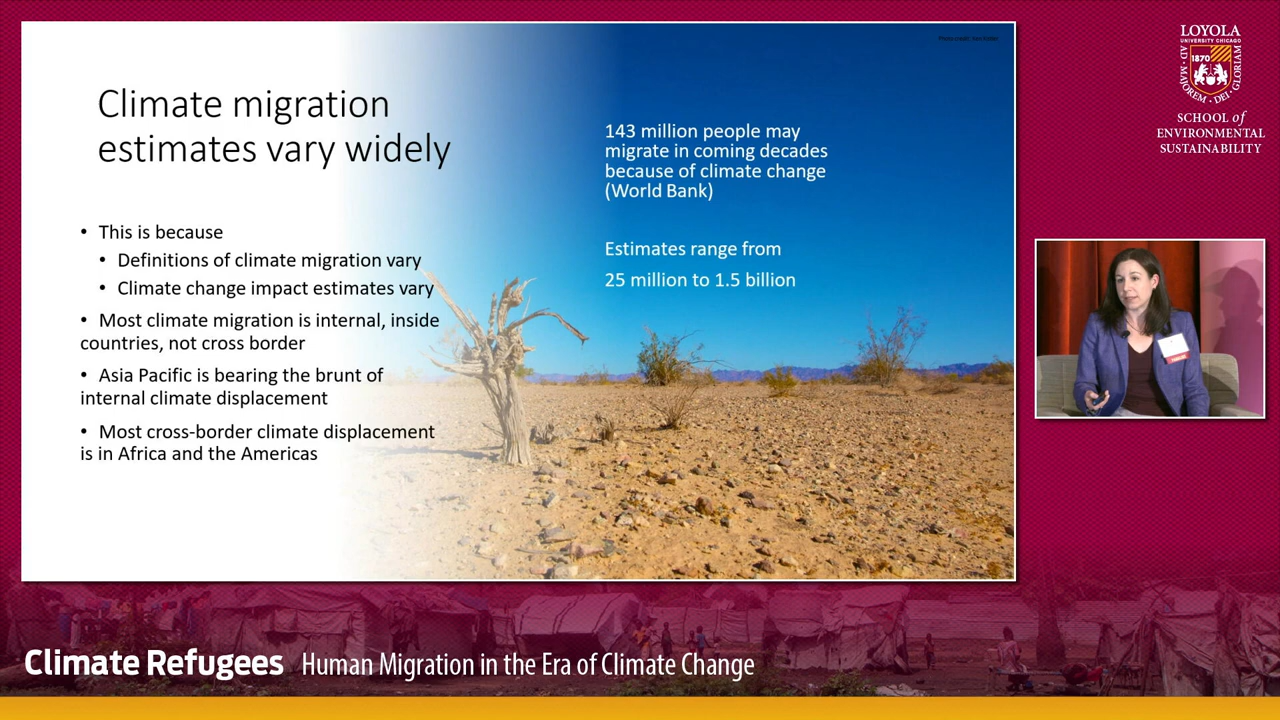 Climate migration
estimates vary widely
• This is because
• Definitions of climate migration vary
• Climate change impact estimates vary
• Most climate migration is internal, inside
countries, not cross border
• Asia Pacific is bearing the brunt of
internal climate displacement
• Most cross-border climate displacement
is in Africa and the Americas
143 million people may
migrate in coming decades
because of climate change
(World Bank)
Estimates range from
25 million to 1.5 billion
LOYOLA
UNIVERSITY CHICAGO
1870
AD • MAJOREM • DEI • GLORIAM
SCHOOL of
ENVIRONMENTAL
SUSTAINABILITY
Climate Refugees Human Migration in the Era of Climate Change